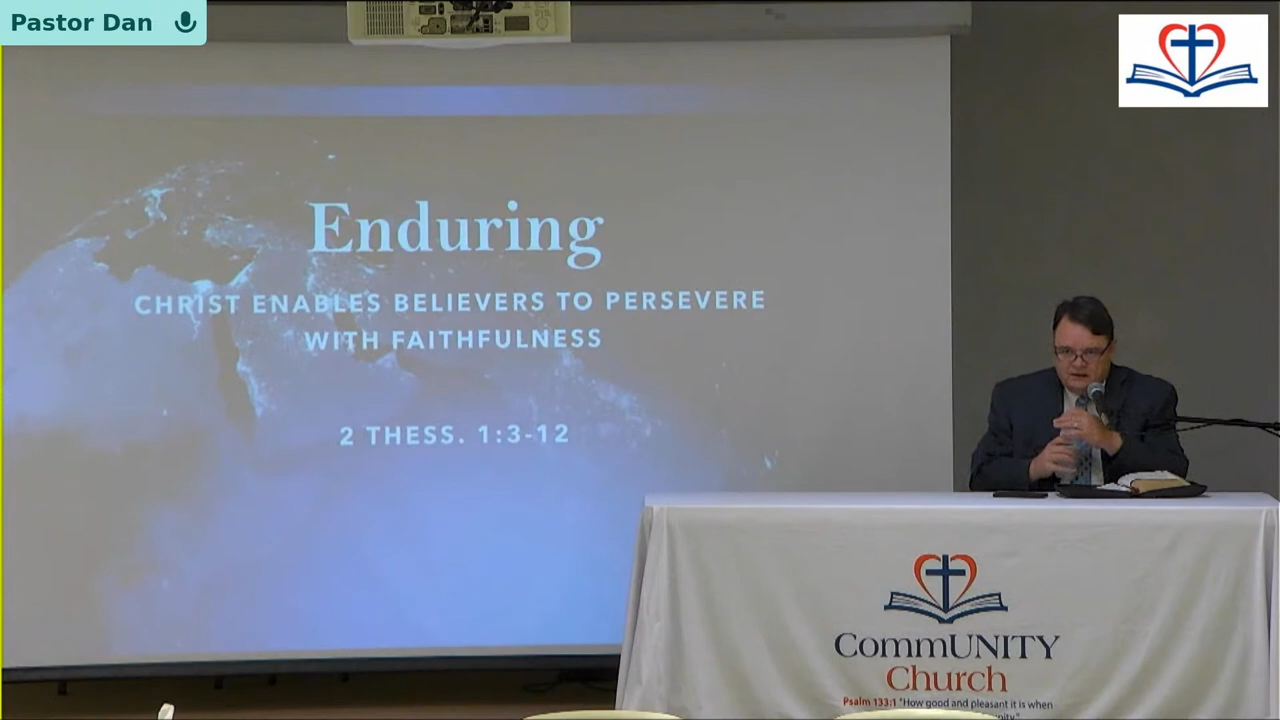 Pastor Dan
Enduring
CHRIST ENABLES BELIEVERS TO PERSEVERE
WITH FAITHFULNESS
2 THESS. 1:3-12
CommUNITY
Church
Psalm 133:1 "How good and pleasant it is when